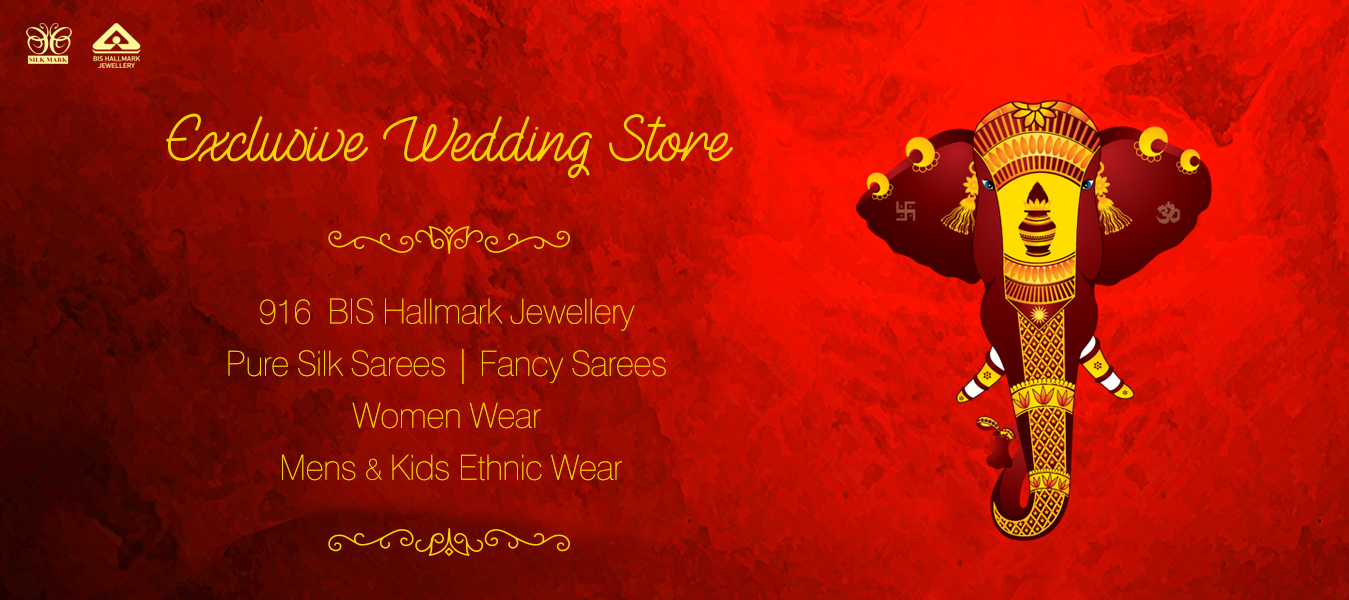 SILK MARK
BIS HALLMARK
JEWELLERY
Exclusive Wedding Store
916 BIS Hallmark Jewellery
Pure Silk Sarees | Fancy Sarees
Women Wear
Mens & Kids Ethnic Wear
ॐ